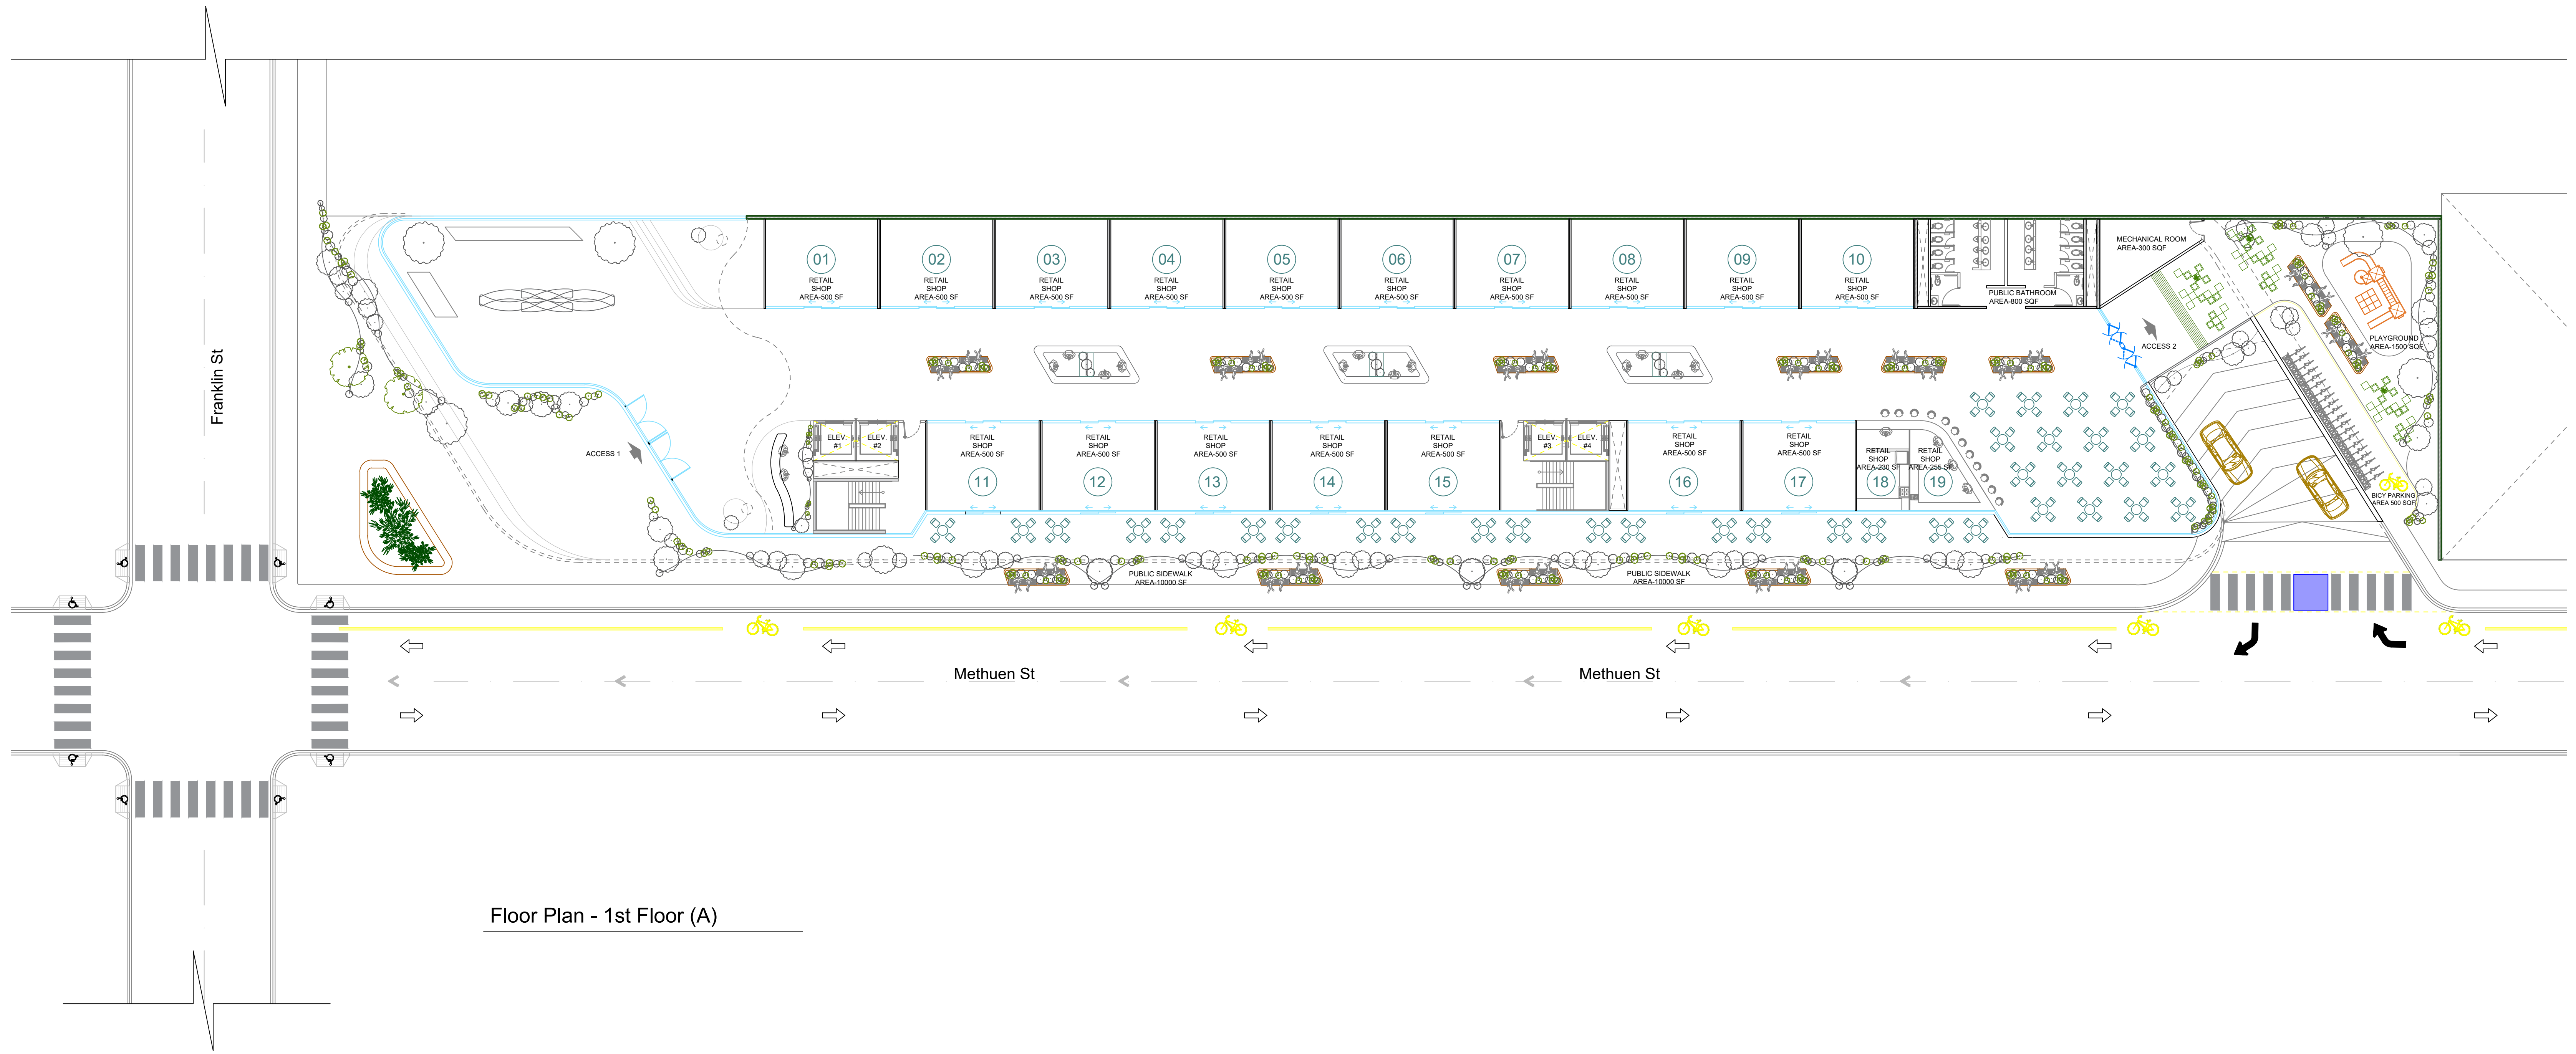 01
RETAIL
SHOP
AREA-500 SF
02
RETAIL
SHOP
AREA-500 SF
03
RETAIL
SHOP
AREA-500 SF
04
RETAIL
SHOP
AREA-500 SF
05
RETAIL
SHOP
AREA-500 SF
06
RETAIL
SHOP
AREA-500 SF
07
RETAIL
SHOP
AREA-500 SF
08
RETAIL
SHOP
AREA-500 SF
09
RETAIL
SHOP
AREA-500 SF
10
RETAIL
SHOP
AREA-500 SF
PUBLIC BATHROOM
AREA-800 SQF
MECHANICAL ROOM
AREA-300 SQF
ACCESS 2
PLAYGROUND
AREA-1500 SQF
Franklin St
ACCESS 1
ELEV.
#1
ELEV.
#2
RETAIL
SHOP
AREA-500 SF
11
RETAIL
SHOP
AREA-500 SF
12
RETAIL
SHOP
AREA-500 SF
13
RETAIL
SHOP
AREA-500 SF
14
RETAIL
SHOP
AREA-500 SF
15
ELEV.
#3
ELEV.
#4
RETAIL
SHOP
AREA-500 SF
16
RETAIL
SHOP
AREA-500 SF
17
RETAIL
SHOP
AREA-230 SF
18
RETAIL
SHOP
AREA-255 SF
19
BICY PARKING
AREA 500 SQF
PUBLIC SIDEWALK
AREA-10000 SF
PUBLIC SIDEWALK
AREA-10000 SF
Methuen St
Methuen St
Floor Plan - 1st Floor (A)